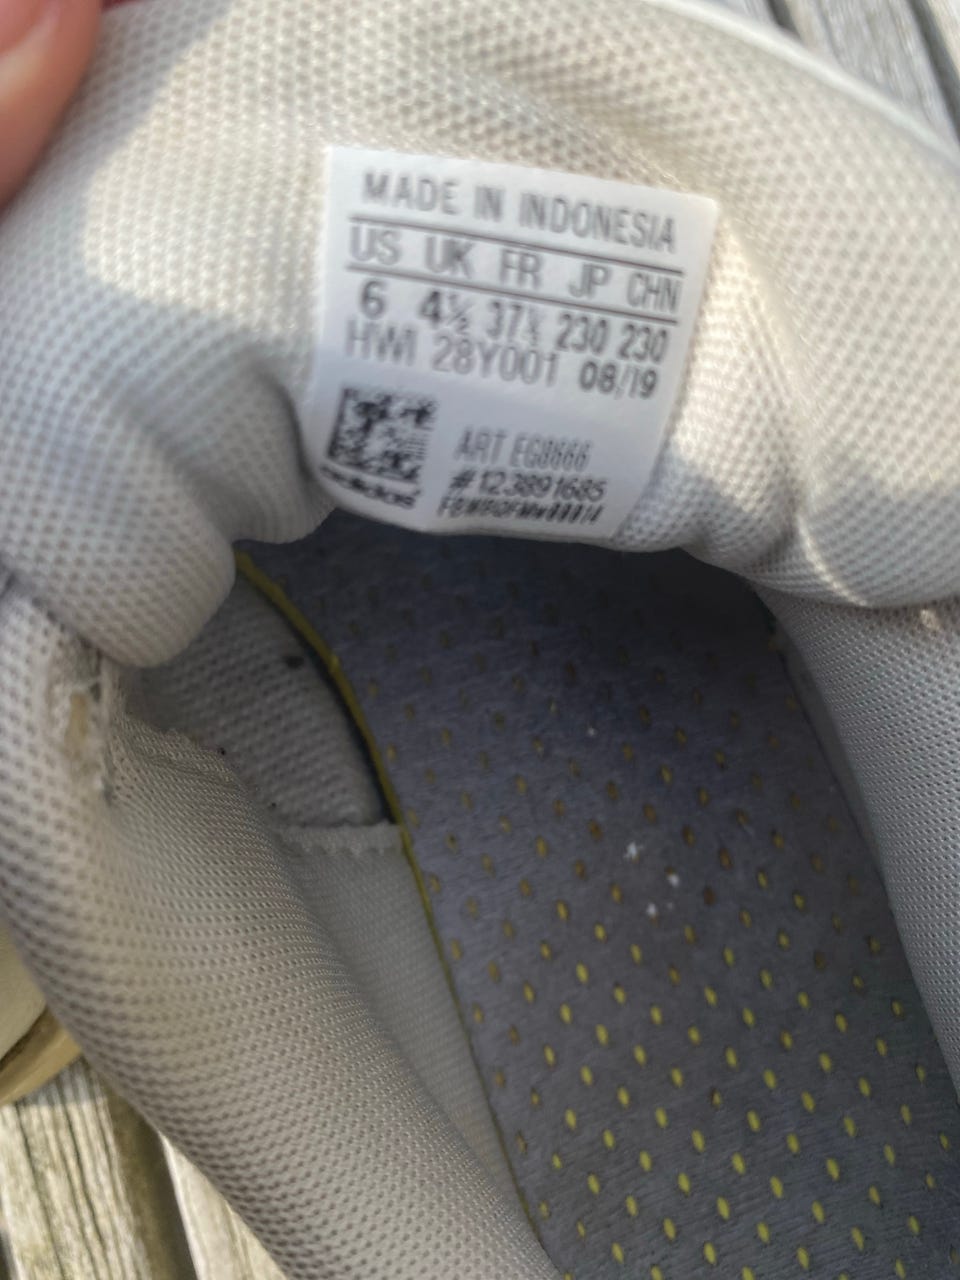 MADE IN INDONESIA
US UK FR JP CHN
6 4½ 37⅓ 230 230
HWI 28Y001 08/19
ART EG8666
#123891685
adidas